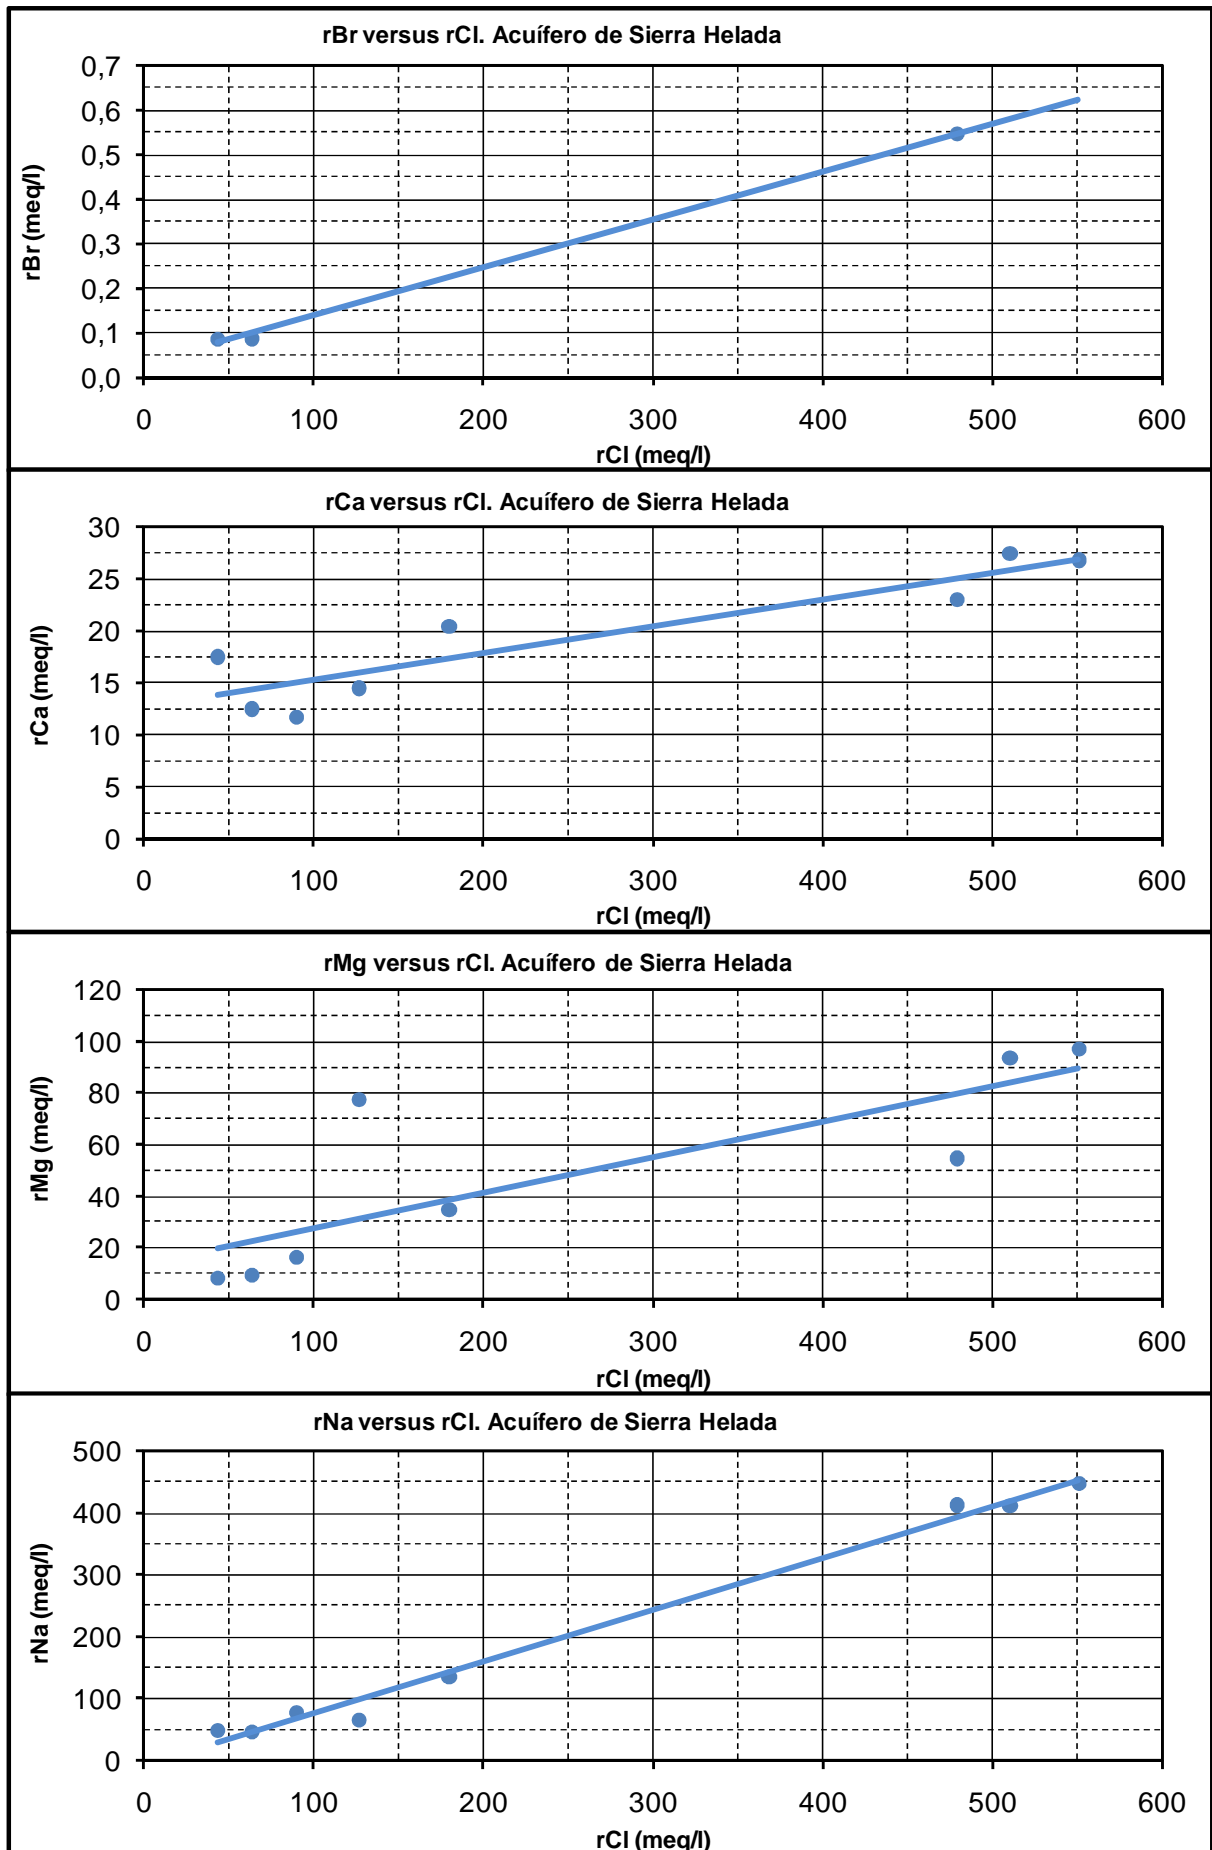 rBr versus rCl. Acuífero de Sierra Helada
0,7
0,6
0,5
0,4
0,3
0,2
0,1
0,0
rBr (meq/l)
0 100 200 300 400 500 600
rCl (meq/l)
rCa versus rCl. Acuífero de Sierra Helada
30
25
20
15
10
5
0
rCa (meq/l)
0 100 200 300 400 500 600
rCl (meq/l)
rMg versus rCl. Acuífero de Sierra Helada
120
100
80
60
40
20
0
rMg (meq/l)
0 100 200 300 400 500 600
rCl (meq/l)
rNa versus rCl. Acuífero de Sierra Helada
500
400
300
200
100
0
rNa (meq/l)
0 100 200 300 400 500 600
rCl (meq/l)